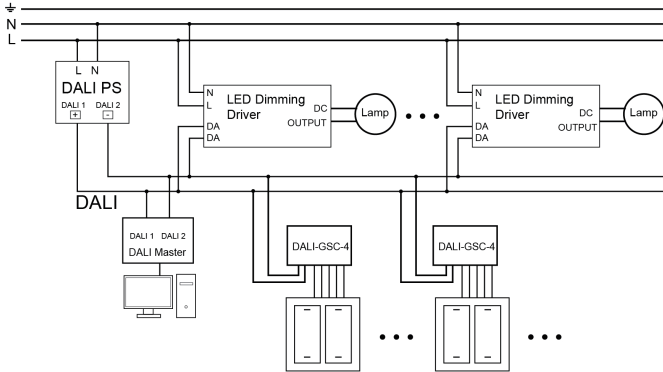 N
L
L N
DALI PS
DALI 1 DALI 2
+ -
N
L
DA
DA
LED Dimming
Driver
DC
OUTPUT
Lamp
N
L
DA
DA
LED Dimming
Driver
DC
OUTPUT
Lamp
DALI
DALI 1 DALI 2
DALI Master
DALI-GSC-4
DALI-GSC-4